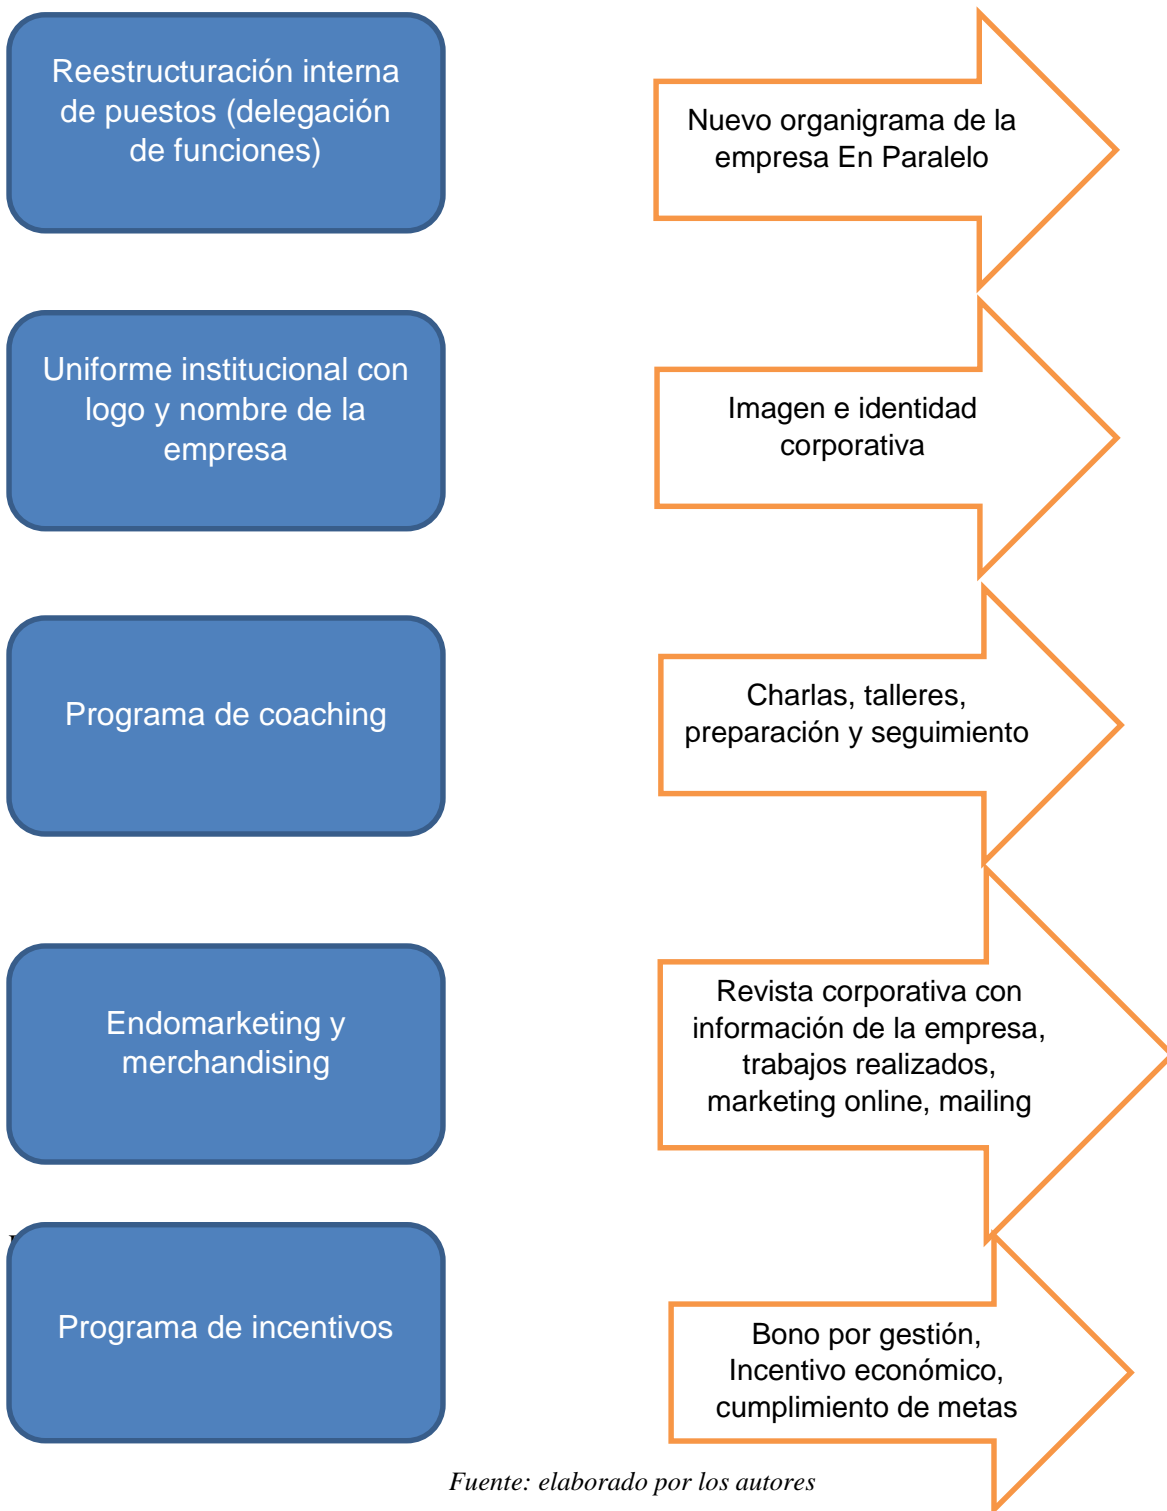 Reestructuración interna
de puestos (delegación
de funciones)
Nuevo organigrama de la
empresa En Paralelo
Uniforme institucional con
logo y nombre de la
empresa
Imagen e identidad
corporativa
Programa de coaching
Charlas, talleres,
preparación y seguimiento
Endomarketing y
merchandising
Revista corporativa con
información de la empresa,
trabajos realizados,
marketing online, mailing
Programa de incentivos
Bono por gestión,
Incentivo económico,
cumplimiento de metas
Fuente: elaborado por los autores